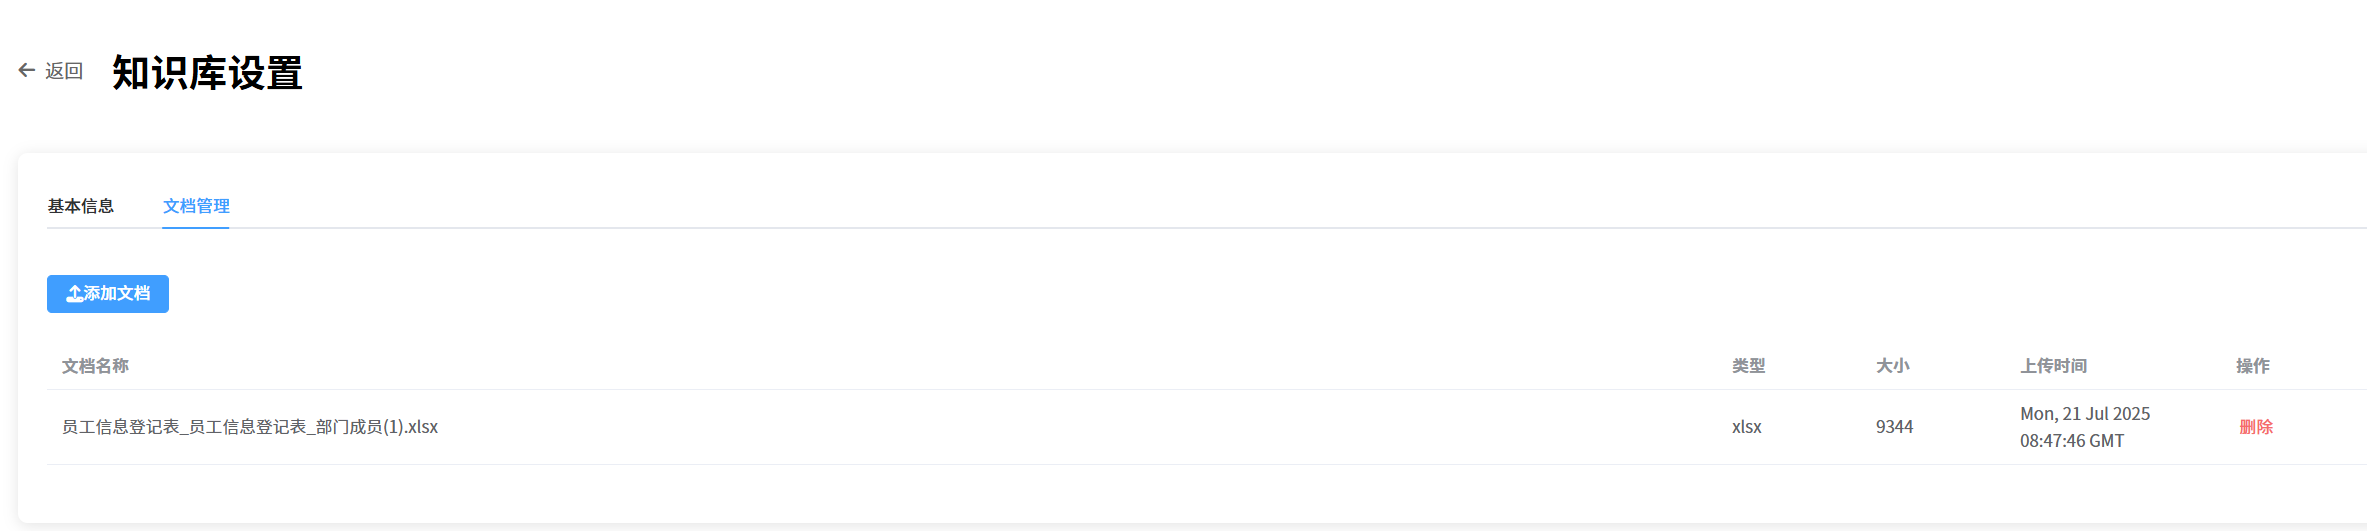 返回 知识库设置
基本信息 文档管理
添加文档
文档名称 类型 大小 上传时间 操作
员工信息登记表_员工信息登记表_部门成员(1).xlsx xlsx 9344 Mon, 21 Jul 2025 删除
08:47:46 GMT